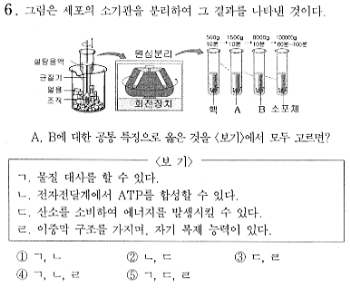 6. 그림은 세포의 소기관을 분리하여 그 결과를 나타낸 것이다.
원심분리
설탕용액
균질기
얼음
조직
회전장치
500g 1500g 8000g 100000g
10분 10분 10분 60~100분
핵 A B 소포체
A, B에 대한 공통 특징으로 옳은 것을 <보기>에서 모두 고르면?
<보 기>
ㄱ. 물질 대사를 할 수 있다.
ㄴ. 전자전달계에서 ATP를 합성할 수 있다.
ㄷ. 산소를 소비하여 에너지를 발생시킬 수 있다.
ㄹ. 이중막 구조를 가지며, 자기 복제 능력이 있다.
① ㄱ, ㄴ ② ㄴ, ㄷ ③ ㄷ, ㄹ
④ ㄱ, ㄴ, ㄹ ⑤ ㄱ, ㄷ, ㄹ